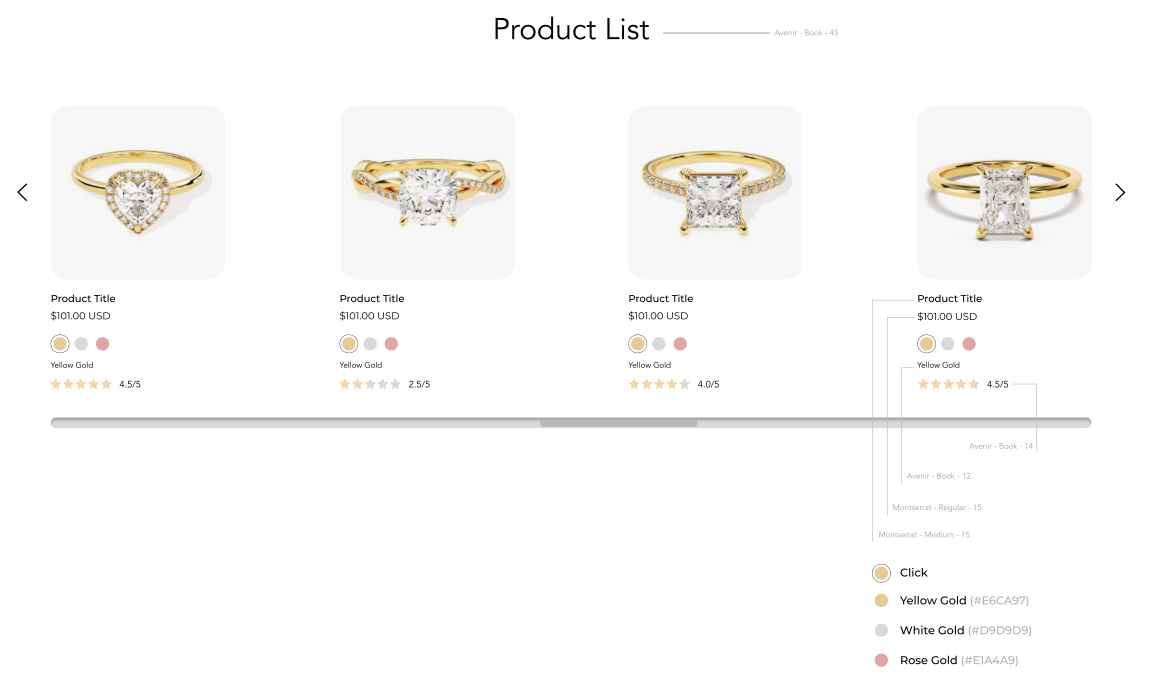 Product List
Avenir - Book - 45
Product Title
$101.00 USD
Yellow Gold
4.5/5
Product Title
$101.00 USD
Yellow Gold
2.5/5
Product Title
$101.00 USD
Yellow Gold
4.0/5
Product Title
$101.00 USD
Yellow Gold
4.5/5
Avenir - Book - 14
Avenir - Book - 12
Montserrat - Regular - 15
Montserrat - Medium - 15
Click
Yellow Gold (#E6CA97)
White Gold (#D9D9D9)
Rose Gold (#E1A4A9)